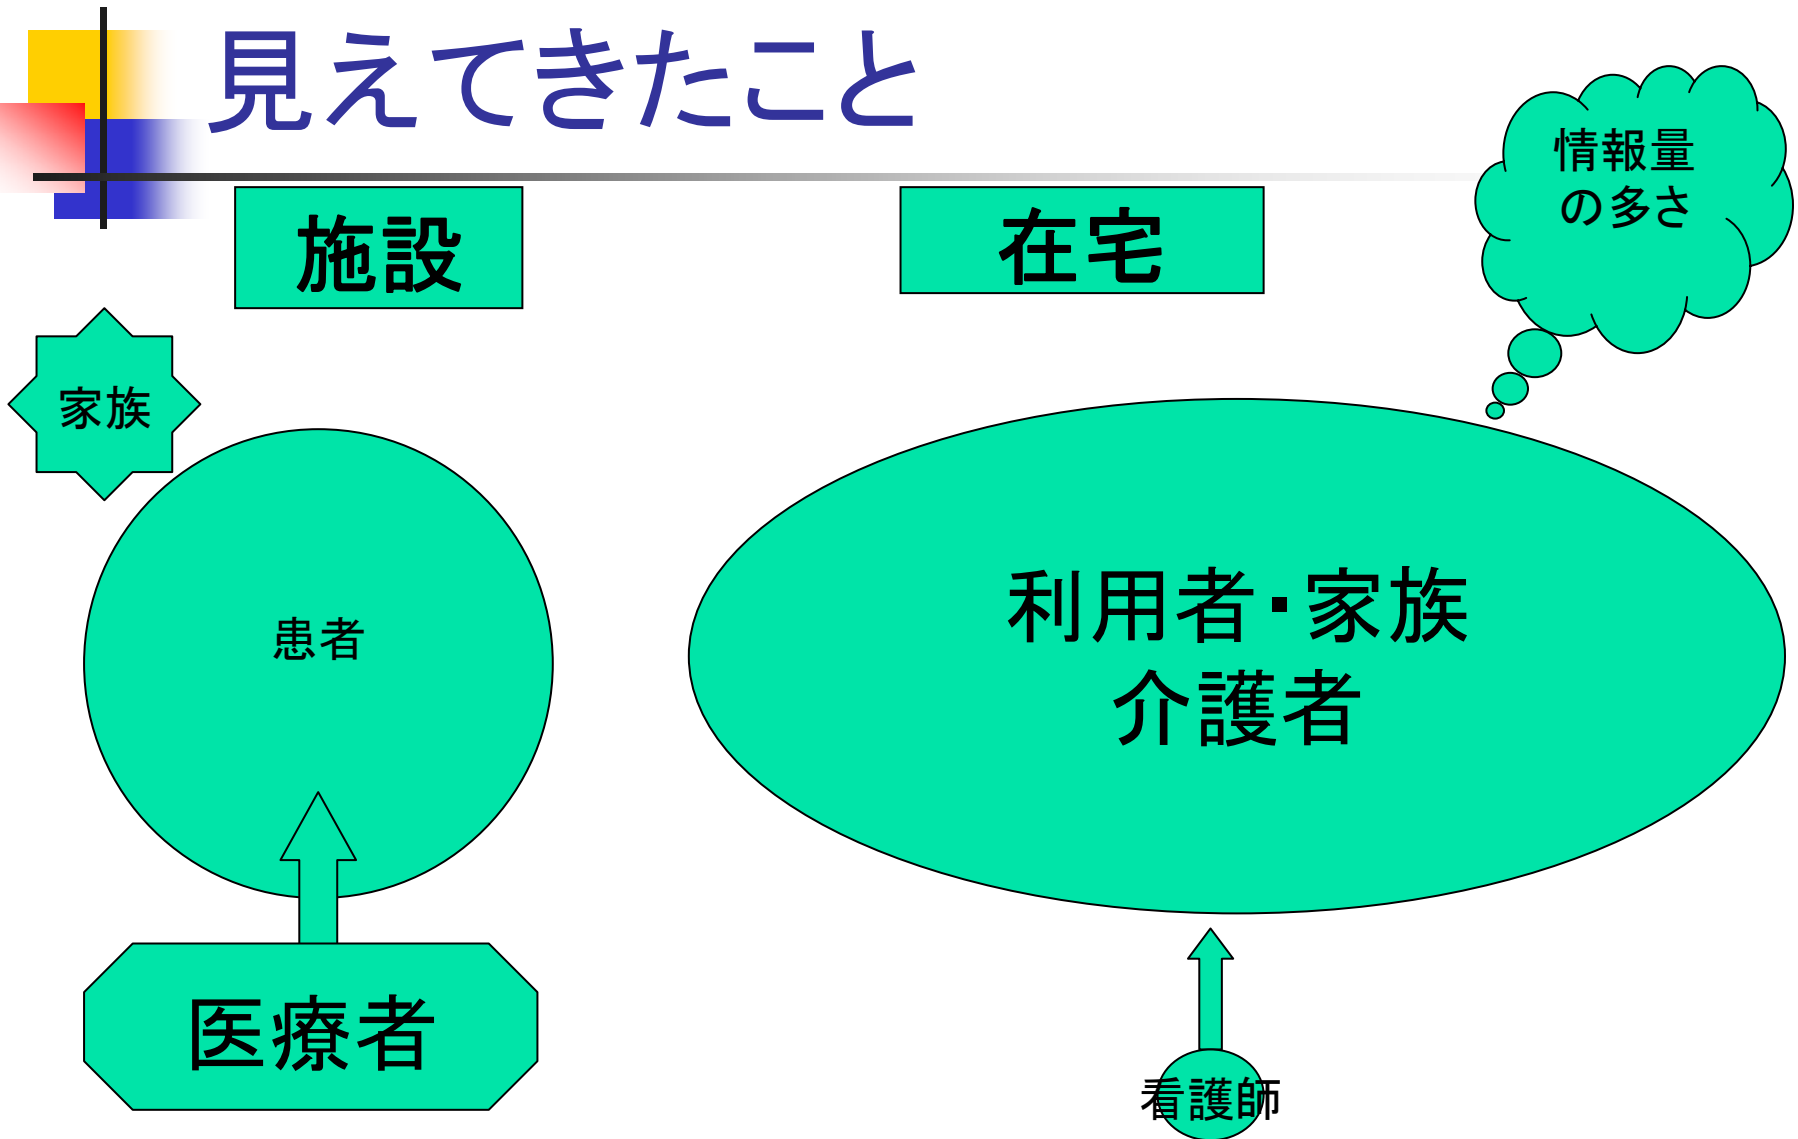 見えてきたこと
施設
在宅
情報量
の多さ
家族
患者
利用者・家族
介護者
医療者
看護師